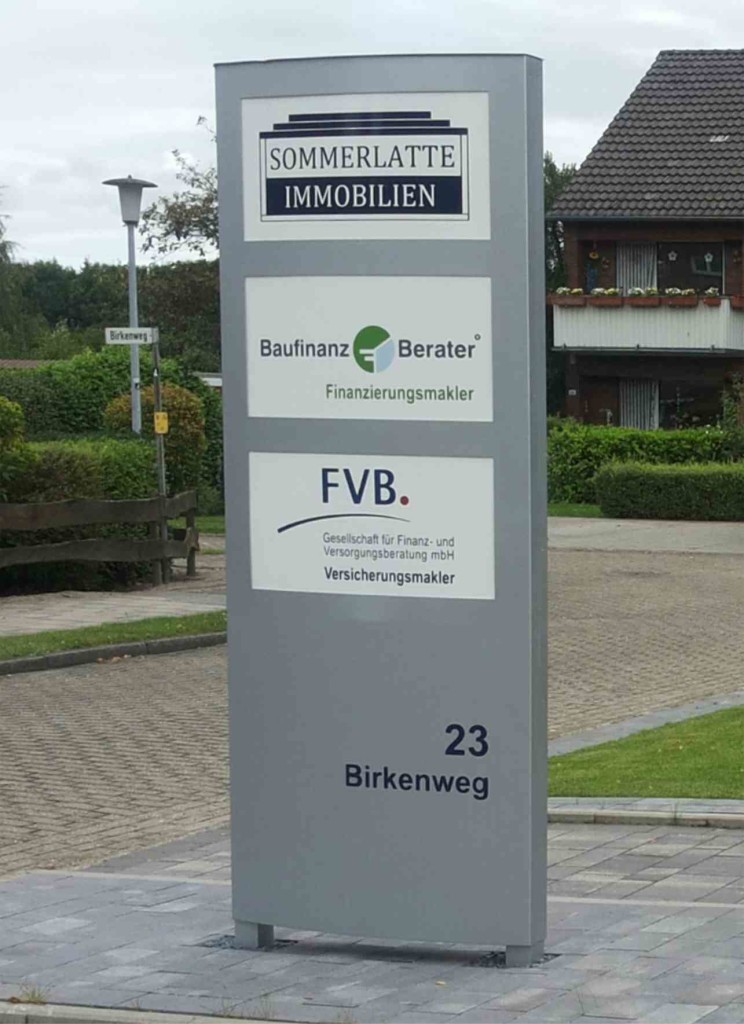 SOMMERLATTE
IMMOBILIEN
Baufinanz Berater°
Finanzierungsmakler
Birkenweg
FVB.
Gesellschaft für Finanz- und
Versorgungsberatung mbH
Versicherungsmakler
23
Birkenweg